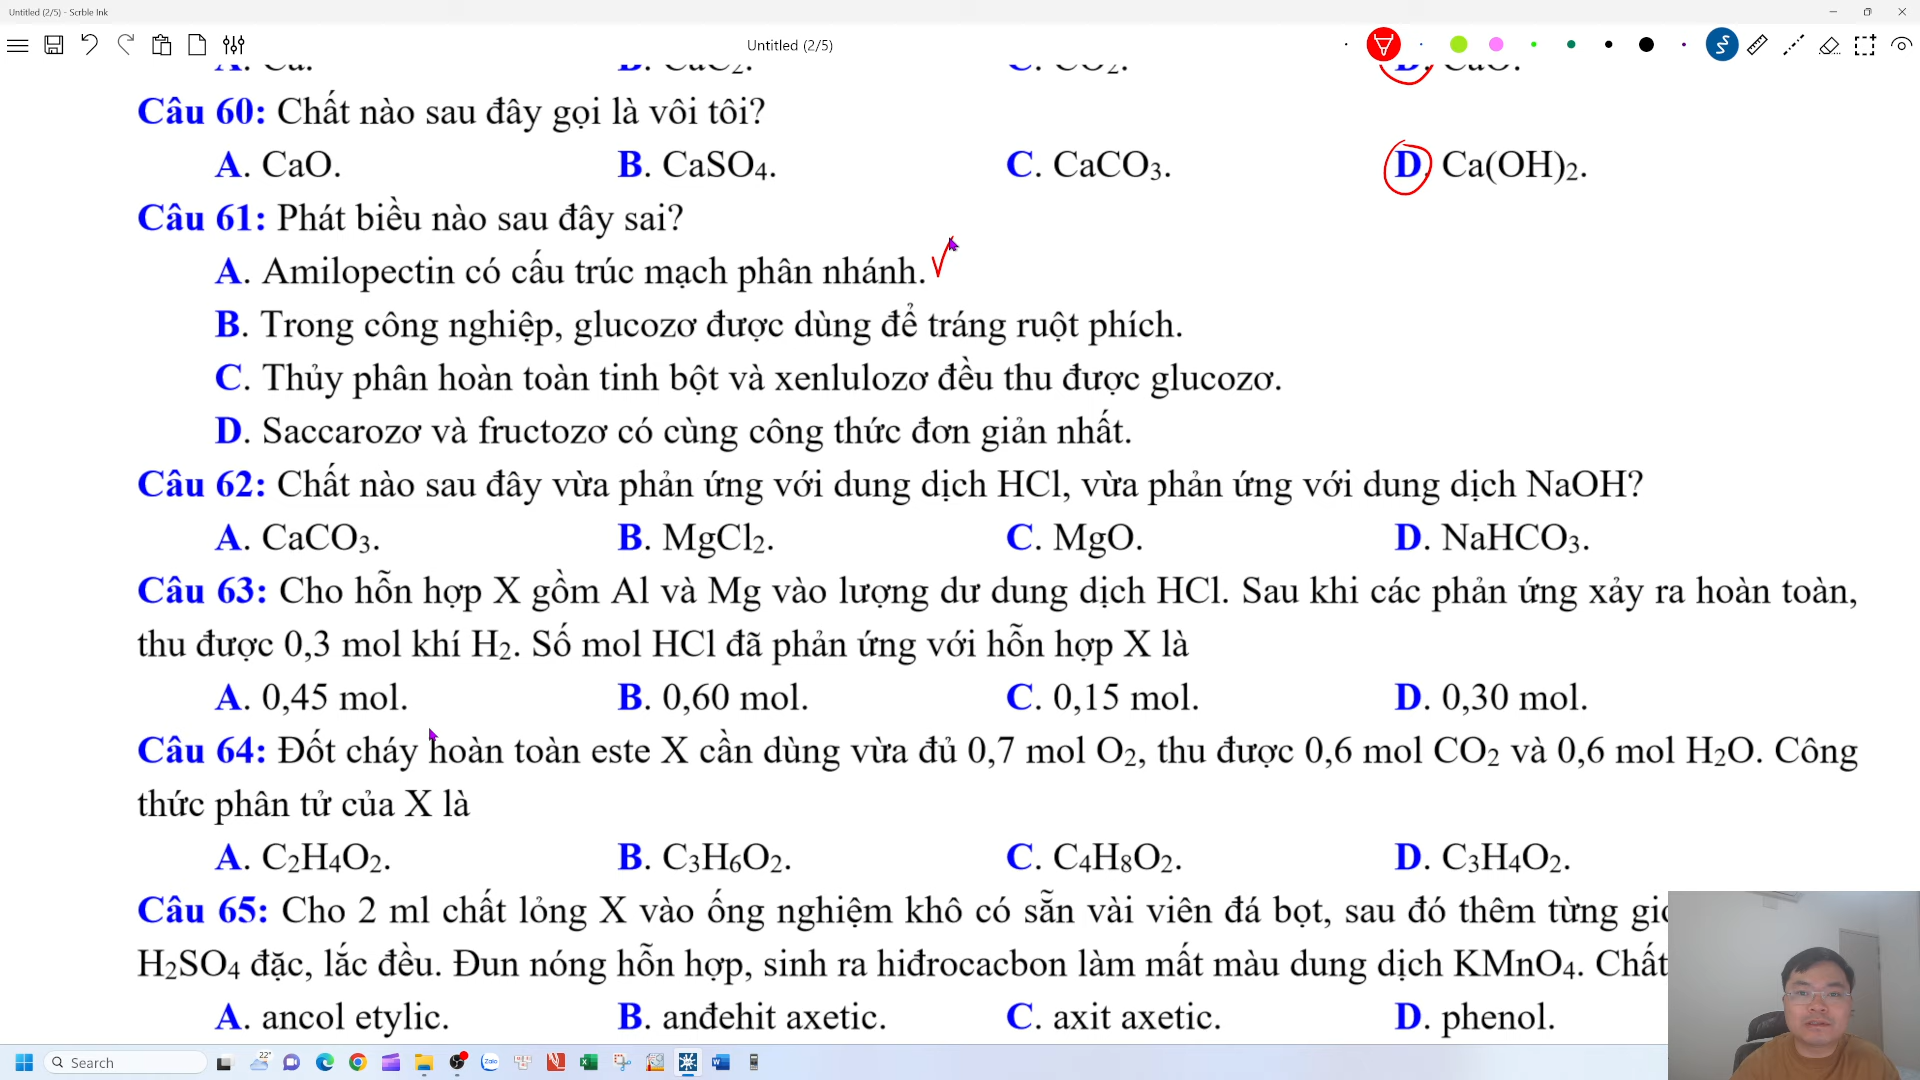 Untitled (2/5) - Scrble Ink
Untitled (2/5)
A. Ca. B. CaC2. C. CO2. D. CaO.
Câu 60: Chất nào sau đây gọi là vôi tôi?
A. CaO. B. CaSO4. C. CaCO3. D. Ca(OH)2.
Câu 61: Phát biểu nào sau đây sai?
A. Amilopectin có cấu trúc mạch phân nhánh.
B. Trong công nghiệp, glucozơ được dùng để tráng ruột phích.
C. Thủy phân hoàn toàn tinh bột và xenlulozơ đều thu được glucozơ.
D. Saccarozơ và fructozơ có cùng công thức đơn giản nhất.
Câu 62: Chất nào sau đây vừa phản ứng với dung dịch HCl, vừa phản ứng với dung dịch NaOH?
A. CaCO3. B. MgCl2. C. MgO. D. NaHCO3.
Câu 63: Cho hỗn hợp X gồm Al và Mg vào lượng dư dung dịch HCl. Sau khi các phản ứng xảy ra hoàn toàn,
thu được 0,3 mol khí H2. Số mol HCl đã phản ứng với hỗn hợp X là
A. 0,45 mol. B. 0,60 mol. C. 0,15 mol. D. 0,30 mol.
Câu 64: Đốt cháy hoàn toàn este X cần dùng vừa đủ 0,7 mol O2, thu được 0,6 mol CO2 và 0,6 mol H2O. Công
thức phân tử của X là
A. C2H4O2. B. C3H6O2. C. C4H8O2. D. C3H4O2.
Câu 65: Cho 2 ml chất lỏng X vào ống nghiệm khô có sẵn vài viên đá bọt, sau đó thêm từng
H2SO4 đặc, lắc đều. Đun nóng hỗn hợp, sinh ra hiđrocacbon làm mất màu dung dịch KMnO4. Chất
A. ancol etylic. B. anđehit axetic. C. axit axetic. D. phenol.
Search
22°
Zalo